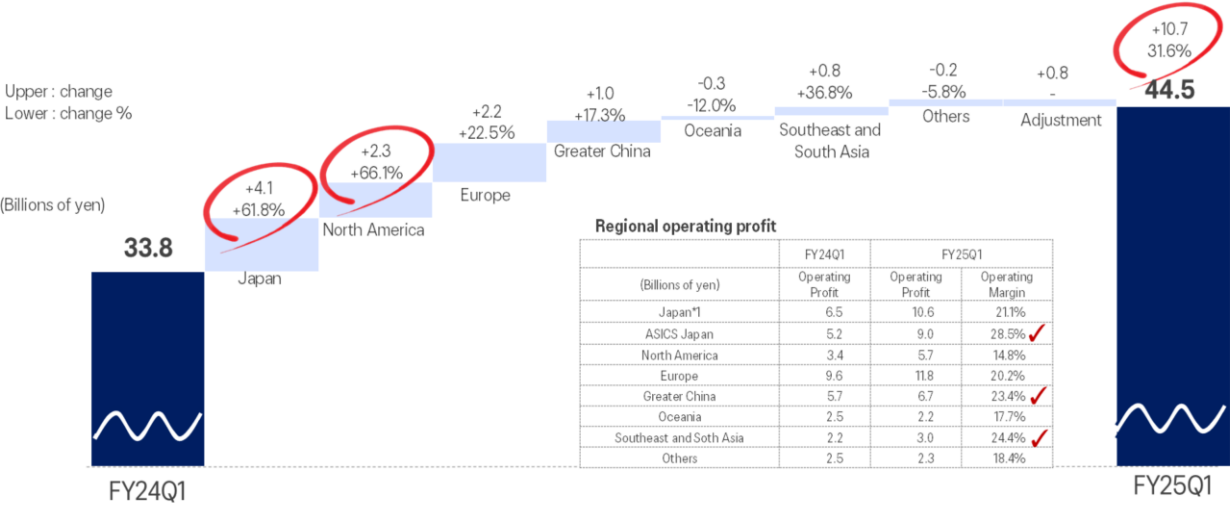 Upper : change
Lower : change %
(Billions of yen)
33.8
FY24Q1
+4.1
+61.8%
Japan
+2.3
+66.1%
North America
+2.2
+22.5%
Europe
+1.0
+17.3%
Greater China
-0.3
-12.0%
Oceania
+0.8
+36.8%
Southeast and
South Asia
-0.2
-5.8%
Others
+0.8
-
Adjustment
+10.7
31.6%
44.5
FY25Q1
Regional operating profit
FY24Q1 FY25Q1
(Billions of yen) Operating Profit Operating Profit Operating Margin
Japan*1 6.5 10.6 21.1%
ASICS Japan 5.2 9.0 28.5%
North America 3.4 5.7 14.8%
Europe 9.6 11.8 20.2%
Greater China 5.7 6.7 23.4%
Oceania 2.5 2.2 17.7%
Southeast and Soth Asia 2.2 3.0 24.4%
Others 2.5 2.3 18.4%